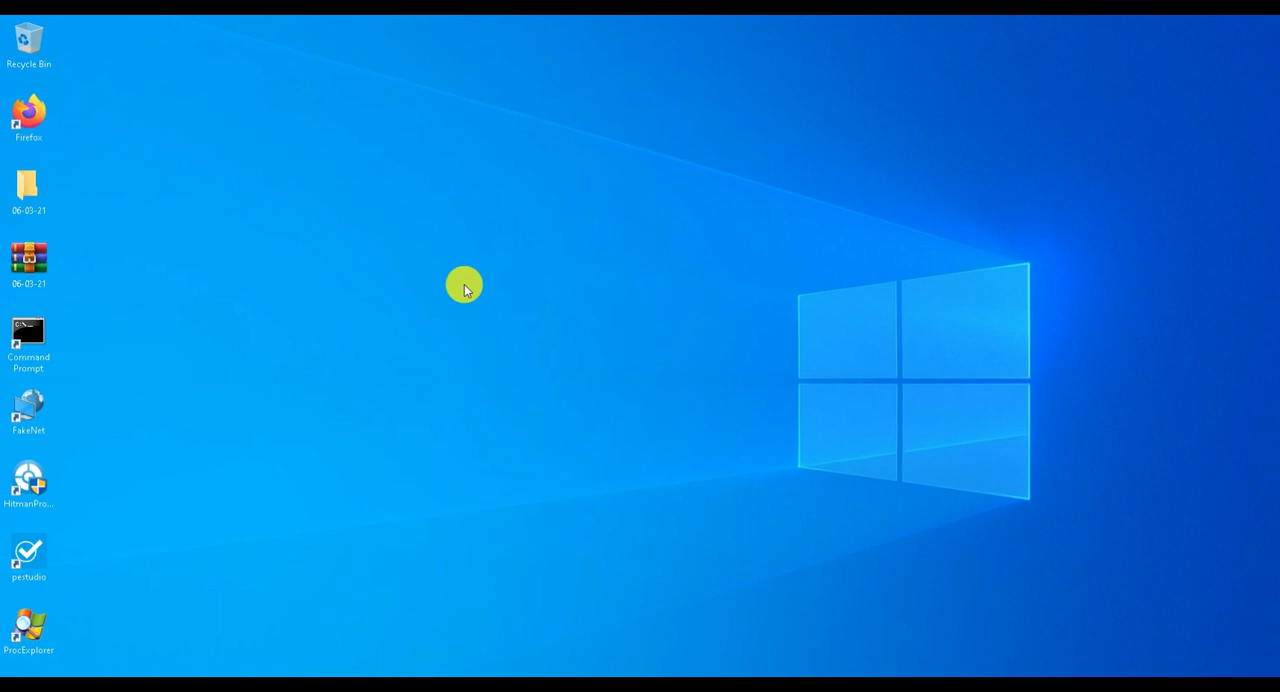 Recycle Bin
Firefox
06-03-21
06-03-21
C:\_
Command
Prompt
FakeNet
HitmanPro...
pestudio
ProcExplorer